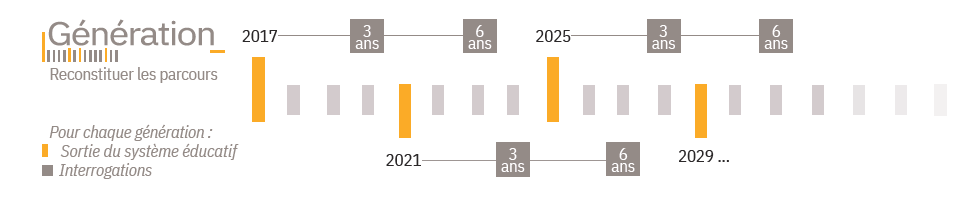 Génération
Reconstituer les parcours
Pour chaque génération :
Sortie du système éducatif
Interrogations
2017
3
ans
6
ans
2025
3
ans
6
ans
2021
3
ans
6
ans
2029 ...